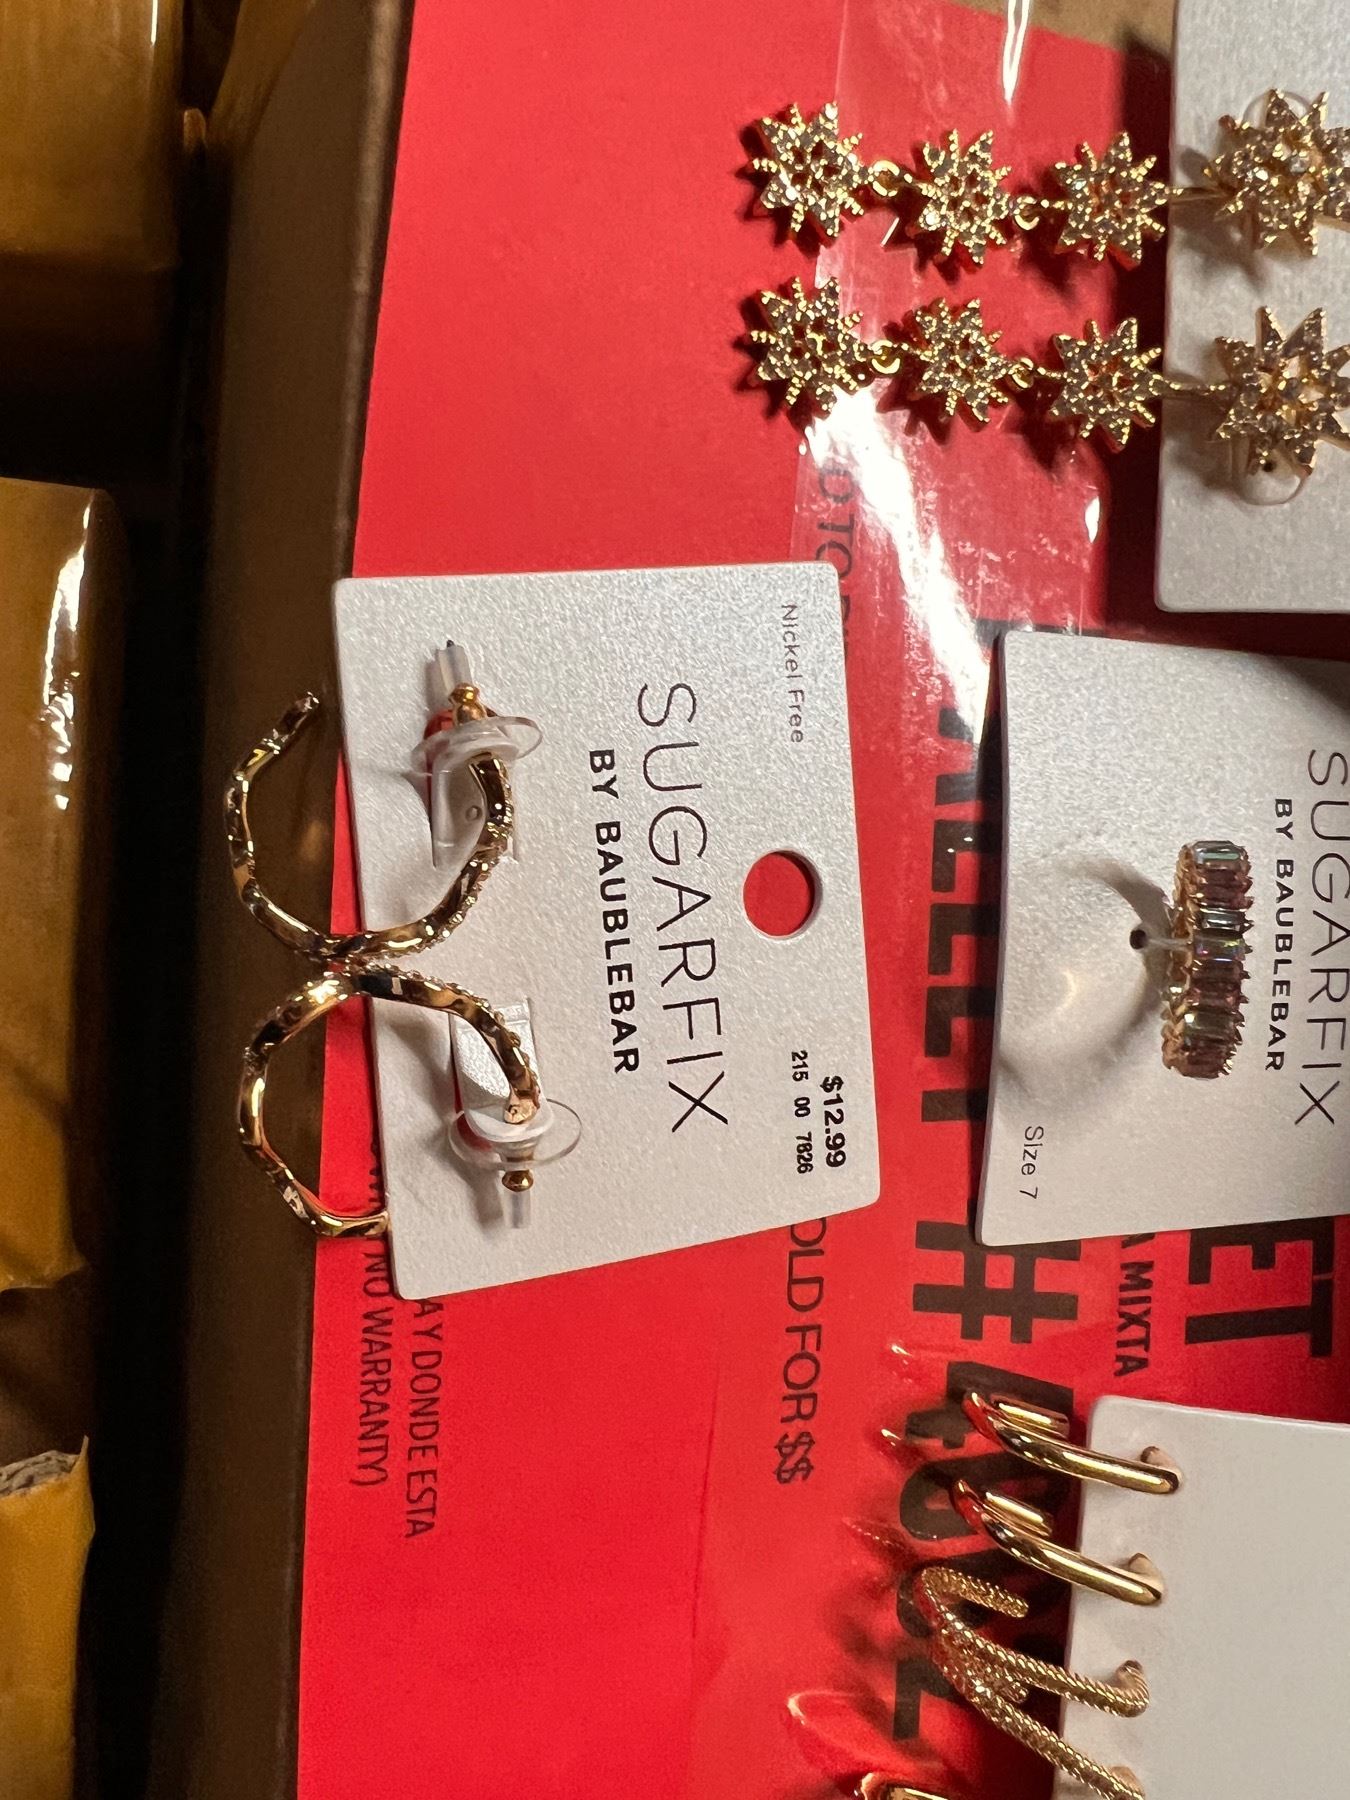 Nickel Free
SUGARFIX
BY BAUBLEBAR
$12.99
215 00 7826
SUGARFIX
BY BAUBLEBAR
Size 7
OLD FOR $$
#
MIXTA
AY DONDE ESTA
NO WARRANTY)